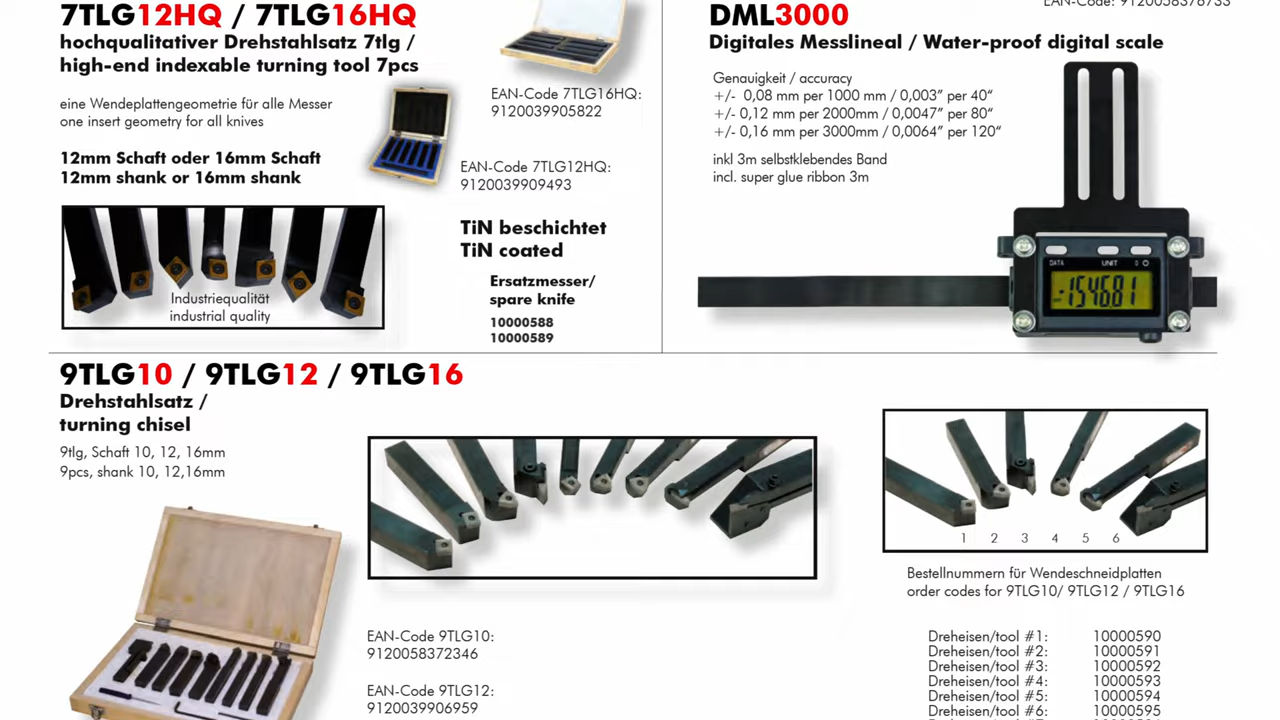 7TLG12HQ / 7TLG16HQ
hochqualitativer Drehstahlsatz 7tlg /
high-end indexable turning tool 7pcs
eine Wendeplattengeometrie für alle Messer
one insert geometry for all knives
12mm Schaft oder 16mm Schaft
12mm shank or 16mm shank
Industriequalität
industrial quality
EAN-Code 7TLG16HQ:
9120039905822
EAN-Code 7TLG12HQ:
9120039909493
TiN beschichtet
TiN coated
Ersatzmesser/
spare knife
10000588
10000589
EAN-Code: 9120058376733
DML3000
Digitales Messlineal / Water-proof digital scale
Genauigkeit / accuracy
+/- 0,08 mm per 1000 mm / 0,003” per 40“
+/- 0,12 mm per 2000mm / 0,0047” per 80“
+/- 0,16 mm per 3000mm / 0,0064” per 120“
inkl 3m selbstklebendes Band
incl. super glue ribbon 3m
DATA UNIT
-1546.81
9TLG10 / 9TLG12 / 9TLG16
Drehstahlsatz /
turning chisel
9tlg, Schaft 10, 12, 16mm
9pcs, shank 10, 12,16mm
EAN-Code 9TLG10:
9120058372346
EAN-Code 9TLG12:
9120039906959
1 2 3 4 5 6
Bestellnummern für Wendeschneidplatten
order codes for 9TLG10/ 9TLG12 / 9TLG16
Dreheisen/tool #1: 10000590
Dreheisen/tool #2: 10000591
Dreheisen/tool #3: 10000592
Dreheisen/tool #4: 10000593
Dreheisen/tool #5: 10000594
Dreheisen/tool #6: 10000595